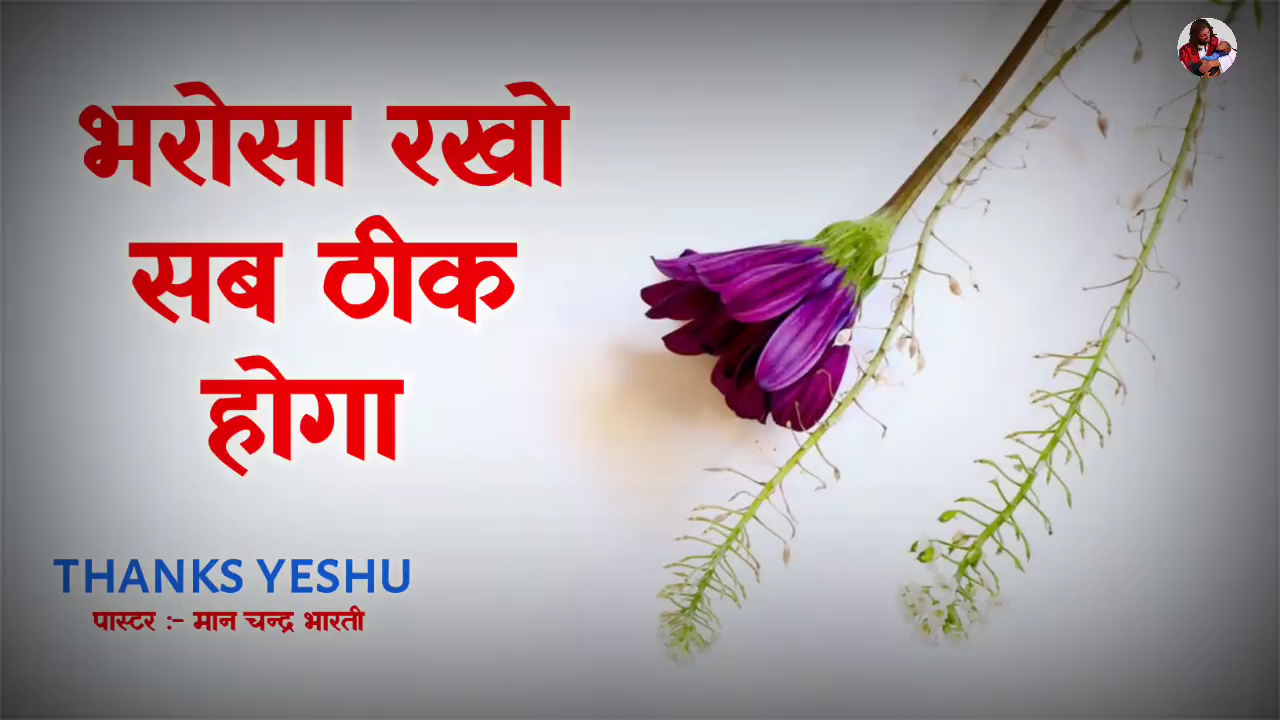 भरोसा रखो
सब ठीक
होगा
THANKS YESHU
पास्टर :- मान चन्द्र भारती